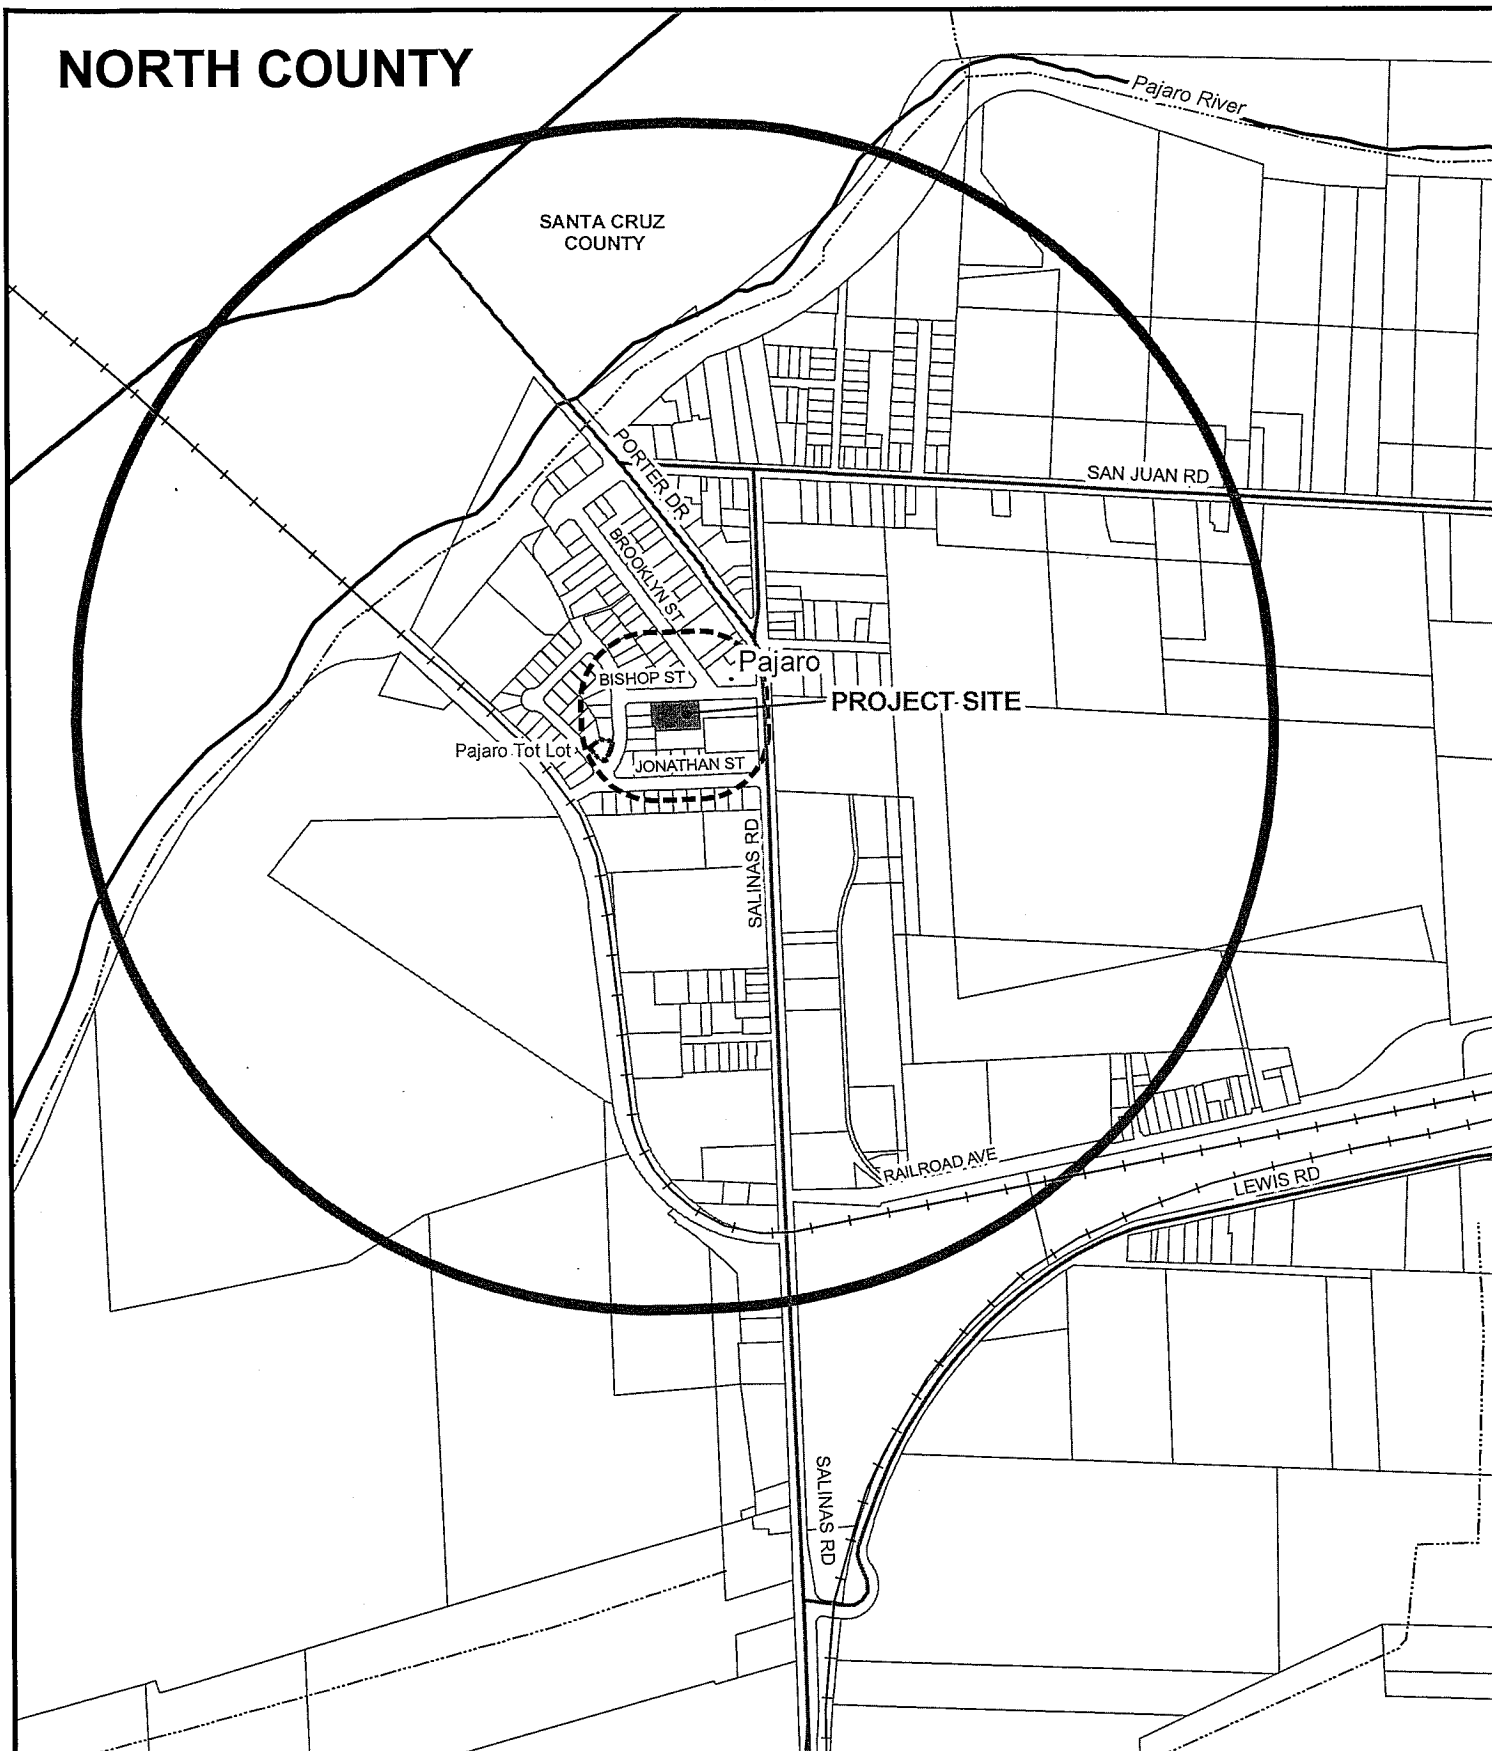 NORTH COUNTY
Pajaro River
SANTA CRUZ
COUNTY
PORTER DR
SAN JUAN RD
BROOKLYN ST
Pajaro
BISHOP ST
PROJECT SITE
Pajaro Tot Lot
JONATHAN ST
SALINAS RD
RAILROAD AVE
LEWIS RD
SALINAS RD